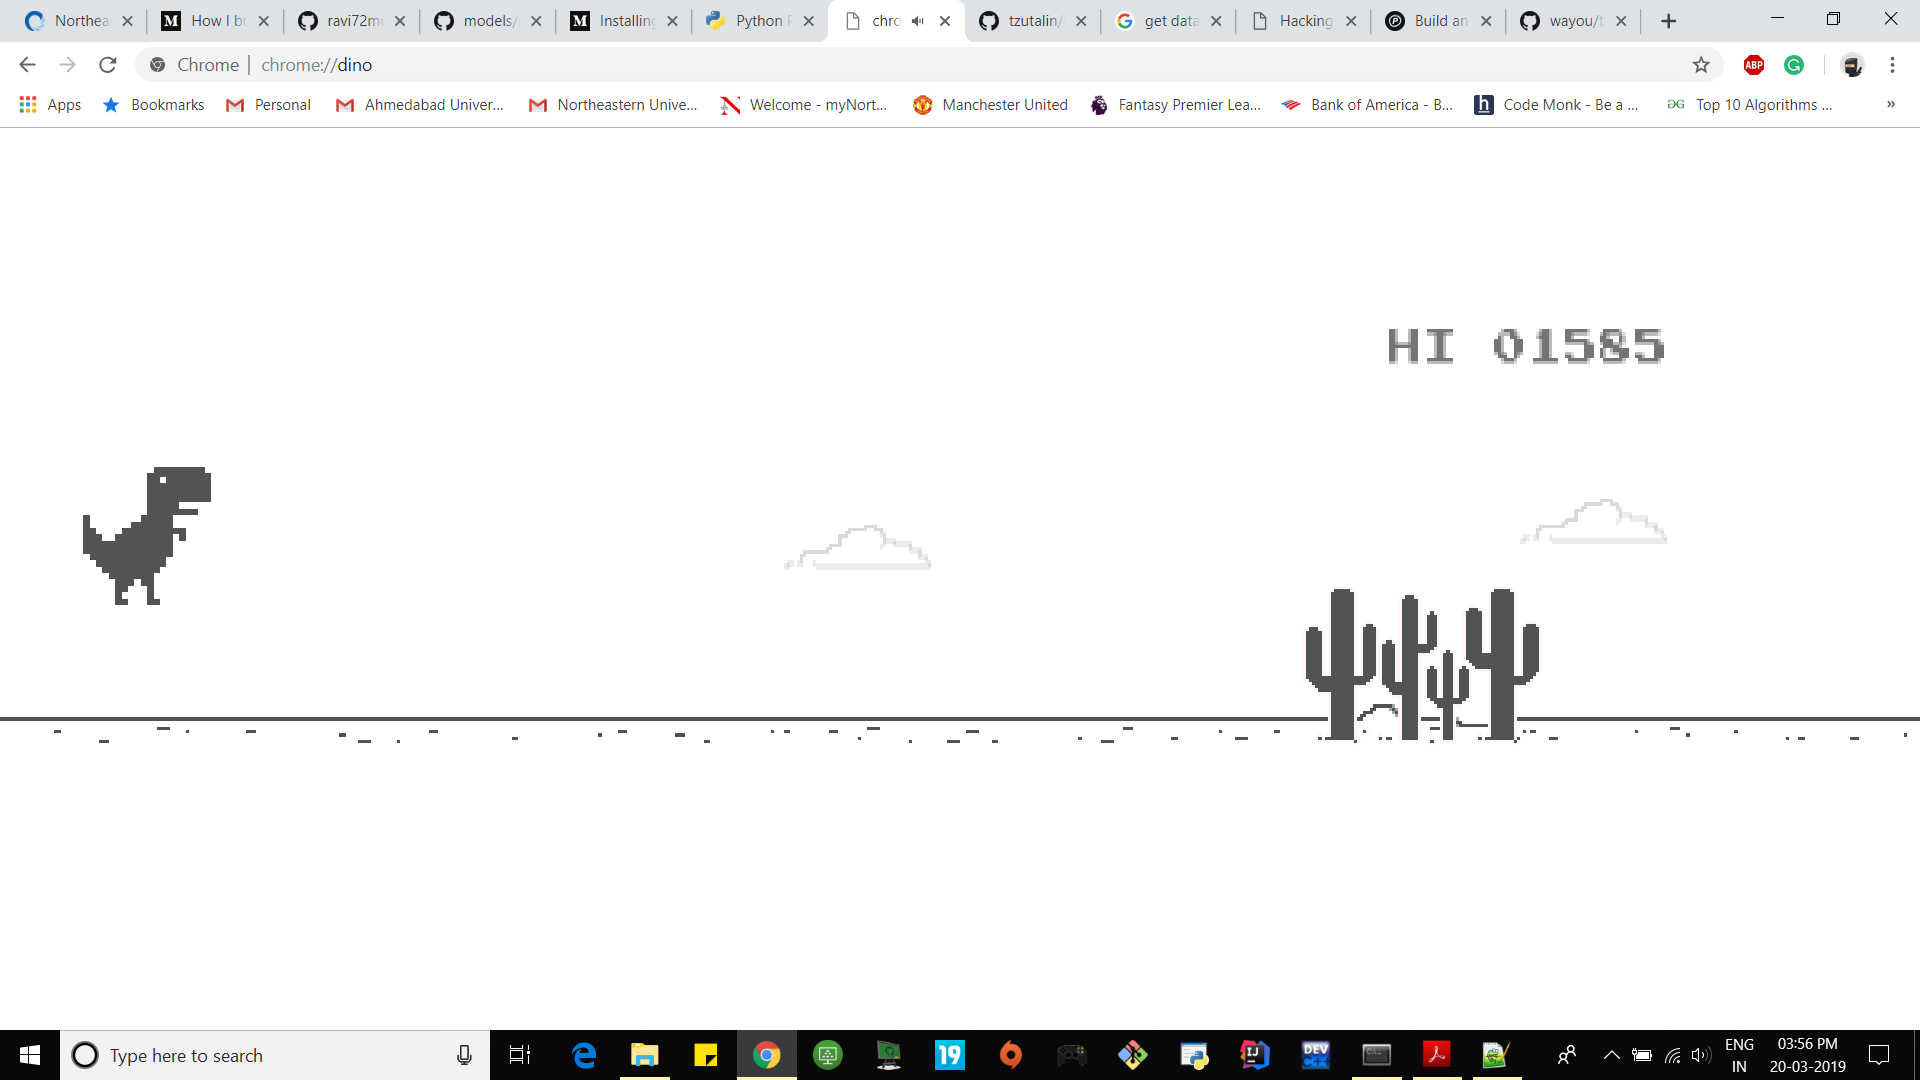 Northea How I bu ravi72mu models/ Installing Python chro tzutalin/ get data Hacking Build an wayou/t
Chrome | chrome://dino
Apps Bookmarks Personal Ahmedabad Univer... Northeastern Unive... Welcome - myNort... Manchester United Fantasy Premier Lea... Bank of America - B... Code Monk - Be a ... Top 10 Algorithms ... »
HI 01585
Type here to search
ENG 03:56 PM
IN 20-03-2019